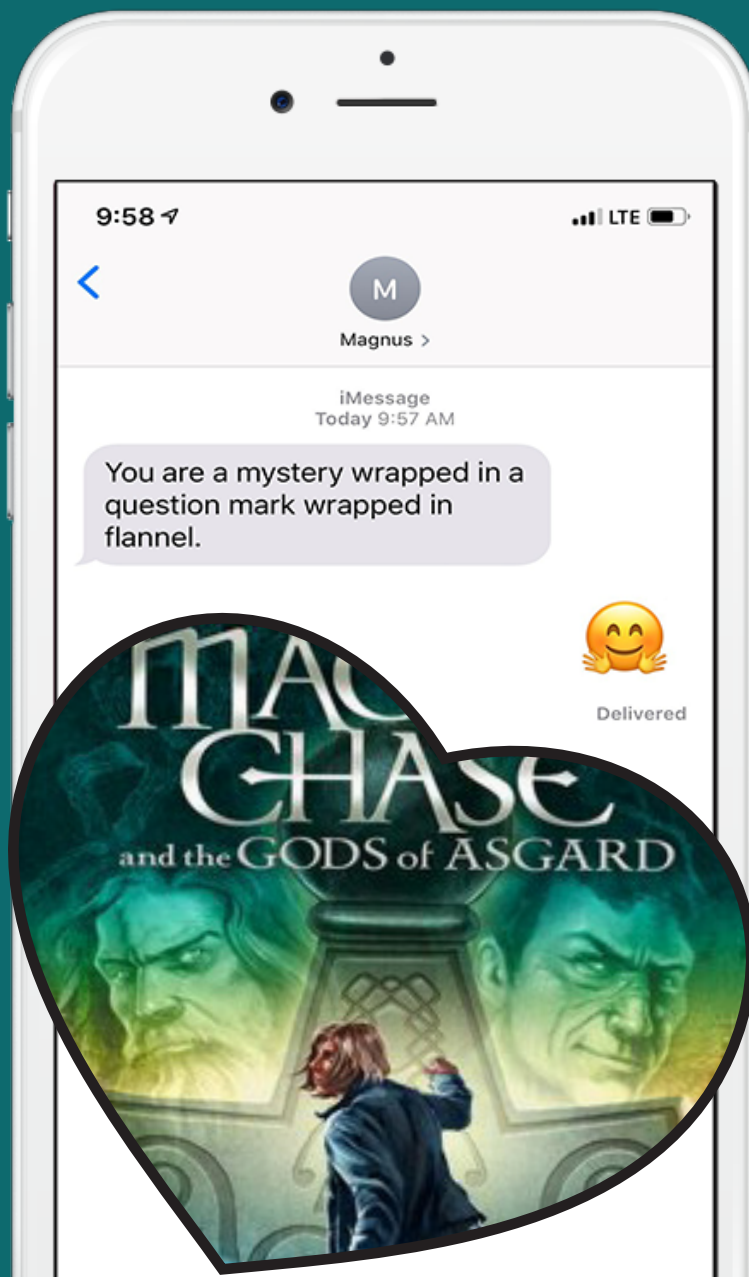 9:58
LTE
M
Magnus >
iMessage
Today 9:57 AM
You are a mystery wrapped in a
question mark wrapped in
flannel.
Delivered
MAG
CHASE
and the GODS of ASGARD